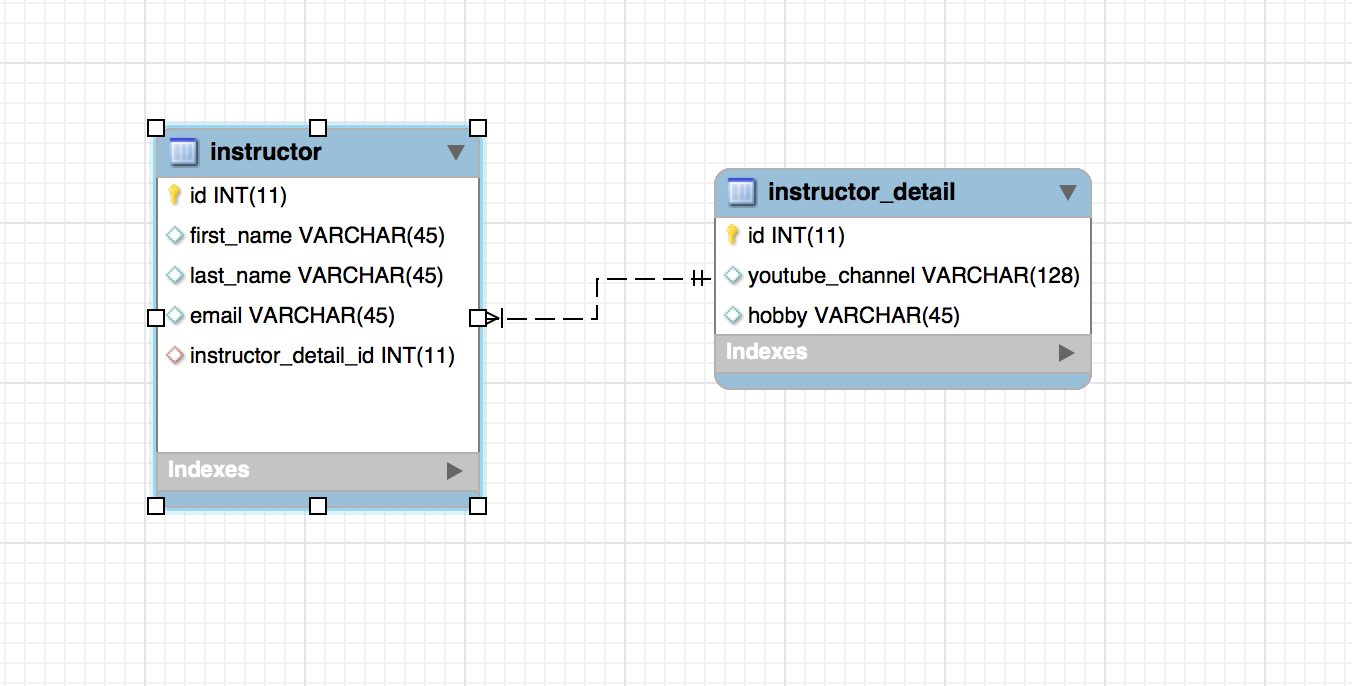 instructor
id INT(11)
first_name VARCHAR(45)
last_name VARCHAR(45)
email VARCHAR(45)
instructor_detail_id INT(11)
Indexes
instructor_detail
id INT(11)
youtube_channel VARCHAR(128)
hobby VARCHAR(45)
Indexes